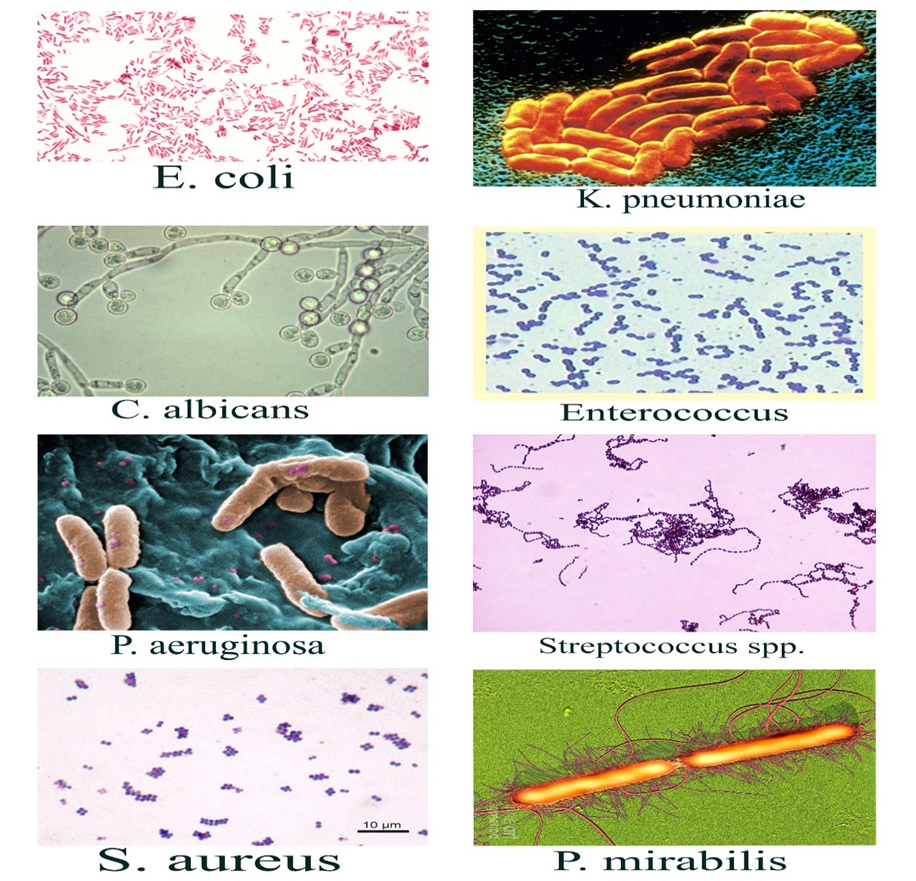 E. coli
K. pneumoniae
C. albicans
Enterococcus
P. aeruginosa
Streptococcus spp.
10 µm
S. aureus
P. mirabilis